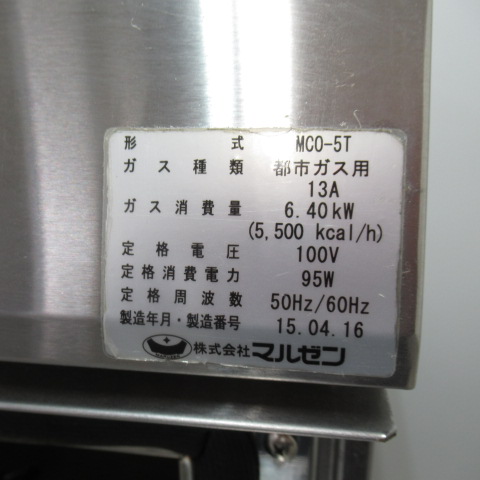 形式 MCO-5T
ガス種類 都市ガス用
13A
ガス消費量 6.40kW
(5,500 kcal/h)
定格電圧 100V
定格消費電力 95W
定格周波数 50Hz/60Hz
製造年月・製造番号 15.04.16
株式会社マルゼン